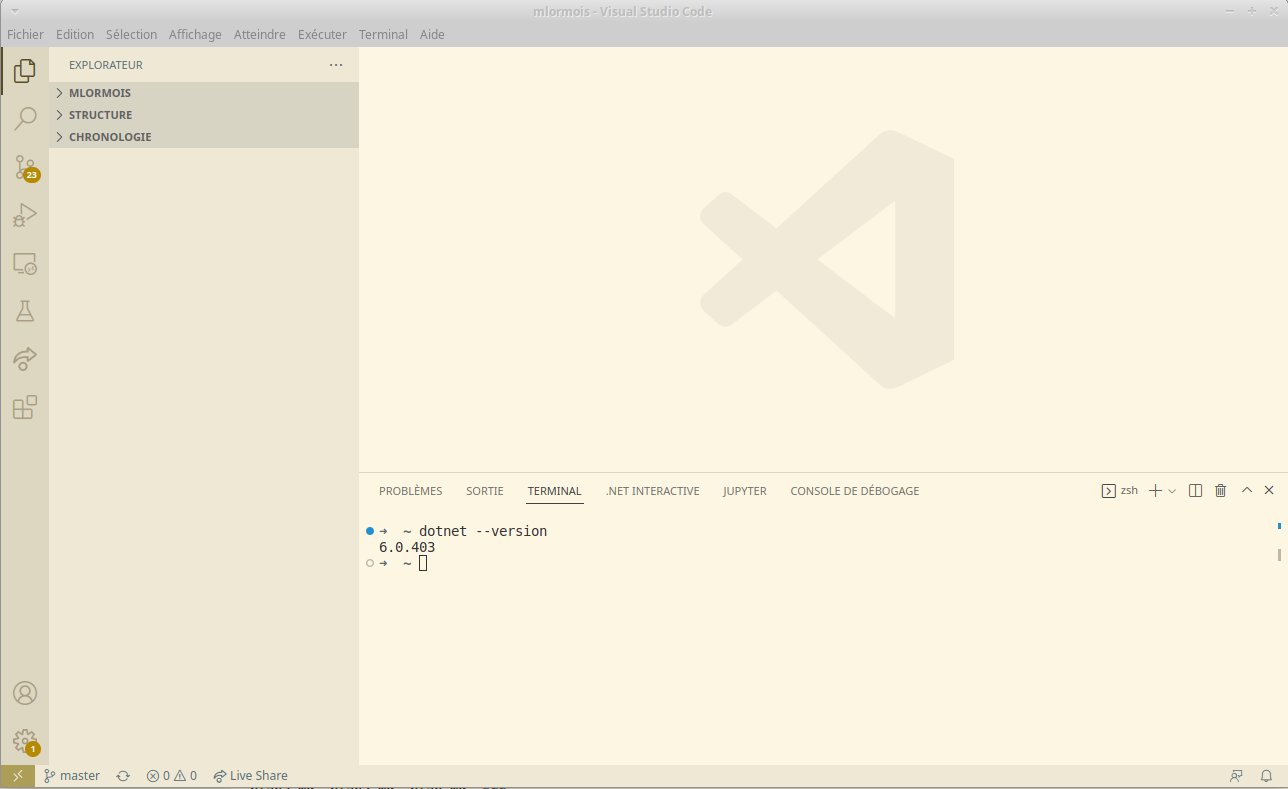 mlormois - Visual Studio Code
Fichier Edition Sélection Affichage Atteindre Exécuter Terminal Aide
EXPLORATEUR
MLORMOIS
STRUCTURE
CHRONOLOGIE
23
PROBLÈMES SORTIE TERMINAL .NET INTERACTIVE JUPYTER CONSOLE DE DÉBOGAGE zsh
➜ ~ dotnet --version
6.0.403
➜ ~
1
master 0 0 Live Share